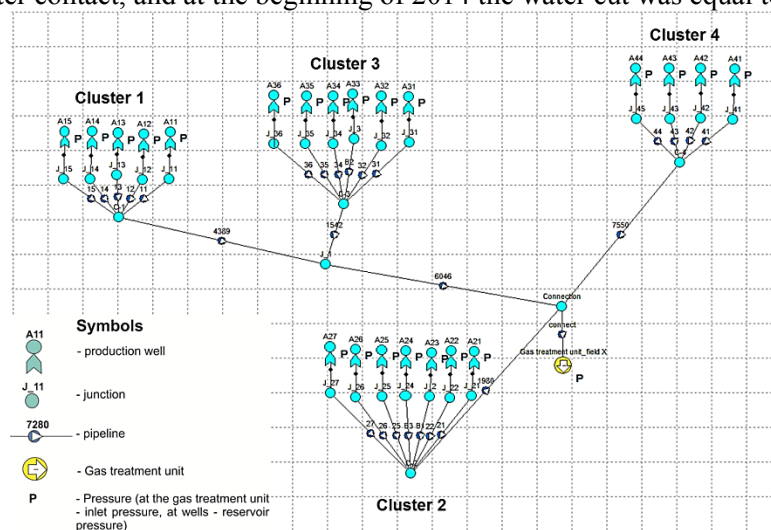 ter contact, and at the beginning of 2014 the water cut was equal t
Cluster 4
A44 A43 A42 A41
P P P P
J_45 J_43 J_42 J_41
44 43 42 41
Cluster 3
A36 A35 A34 A33 A32 A31
P P P P P P
J_36 J_35 J_34 J_3 J_32 J_31
36 35 34 32 31
Cluster 1
A15 A14 A13 A12 A11
P P P P P
J_15 J_14 J_13 J_12 J_11
15 14 13 12 11
4389
1542
J_1
6046
7550
Connection
connect
Gas treatment unit_field X
P
A27 A26 A25 A24 A23 A22 A21
P P P P P P P
J_27 J_26 J_25 J_24 J_2 J_22 J_21
1980
27 26 25 22 21
Cluster 2
Symbols
A11
- production well
J_11
- junction
7280
- pipeline
- Gas treatment unit
P - Pressure (at the gas treatment unit
- inlet pressure, at wells - reservoir
pressure)